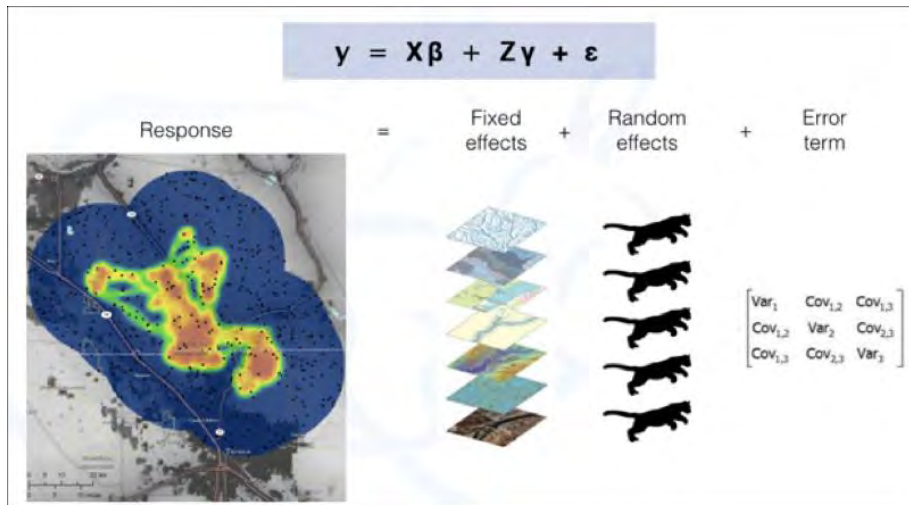 y = Xβ + Zγ + ε
Response = Fixed effects + Random effects + Error term
Var₁ Cov₁,₂ Cov₁,₃
Cov₁,₂ Var₂ Cov₂,₃
Cov₁,₃ Cov₂,₃ Var₃